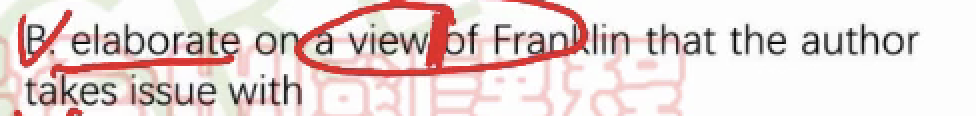 B. elaborate on a view of Franklin that the author
takes issue with